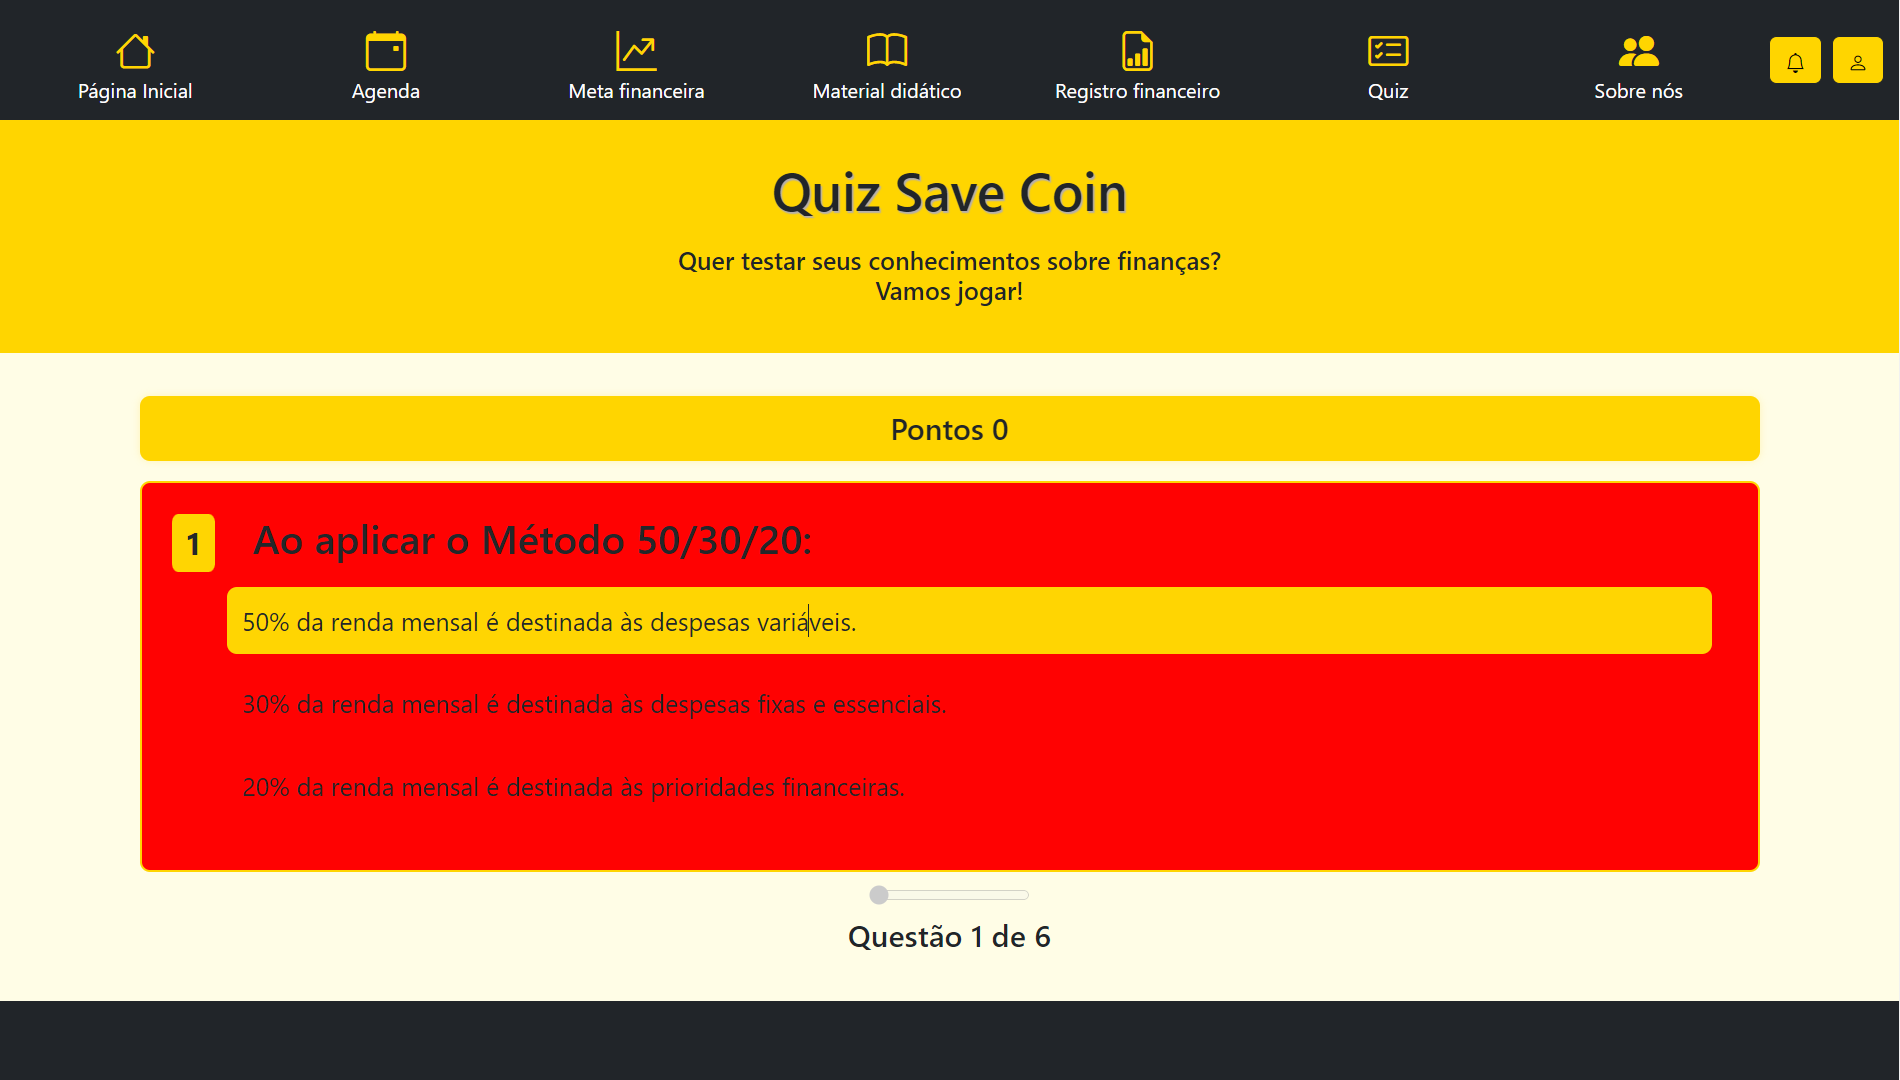 Página Inicial
Agenda
Meta financeira
Material didático
Registro financeiro
Quiz
Sobre nós
Quiz Save Coin
Quer testar seus conhecimentos sobre finanças?
Vamos jogar!
Pontos 0
1 Ao aplicar o Método 50/30/20:
50% da renda mensal é destinada às despesas variáveis.
30% da renda mensal é destinada às despesas fixas e essenciais.
20% da renda mensal é destinada às prioridades financeiras.
Questão 1 de 6